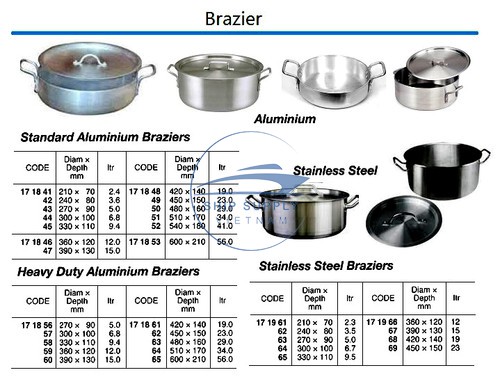 Brazier
Aluminium
Standard Aluminium Braziers
Stainless Steel
CODE Diam × Depth mm ltr CODE Diam × Depth mm ltr
17 18 41 210 × 70 2.4 17 18 48 420 × 140 19.0
42 240 × 80 3.6 49 450 × 150 23.0
43 270 × 90 5.0 50 480 × 160 29.0
44 300 × 100 6.8 51 510 × 170 34.0
45 330 × 110 9.4 52 540 × 180 41.0
17 18 46 360 × 120 12.0 17 18 53 600 × 210 56.0
47 390 × 130 15.0
SHIP SUPPLY
VIETNAM
Heavy Duty Aluminium Braziers
CODE Diam × Depth mm ltr CODE Diam × Depth mm ltr
17 18 56 270 × 90 5.0 17 18 61 420 × 140 19.0
57 300 × 100 6.8 62 450 × 150 23.0
58 330 × 110 9.4 63 480 × 160 29.0
59 360 × 120 12.0 64 510 × 170 34.0
60 390 × 130 15.0 65 600 × 210 56.0
Stainless Steel Braziers
CODE Diam × Depth mm ltr CODE Diam × Depth mm ltr
17 19 61 210 × 70 2.3 17 19 66 360 × 120 12
62 240 × 80 3.5 67 390 × 130 15
63 270 × 90 5.0 68 420 × 140 19
64 300 × 100 6.7 69 450 × 150 23
65 330 × 110 9.5